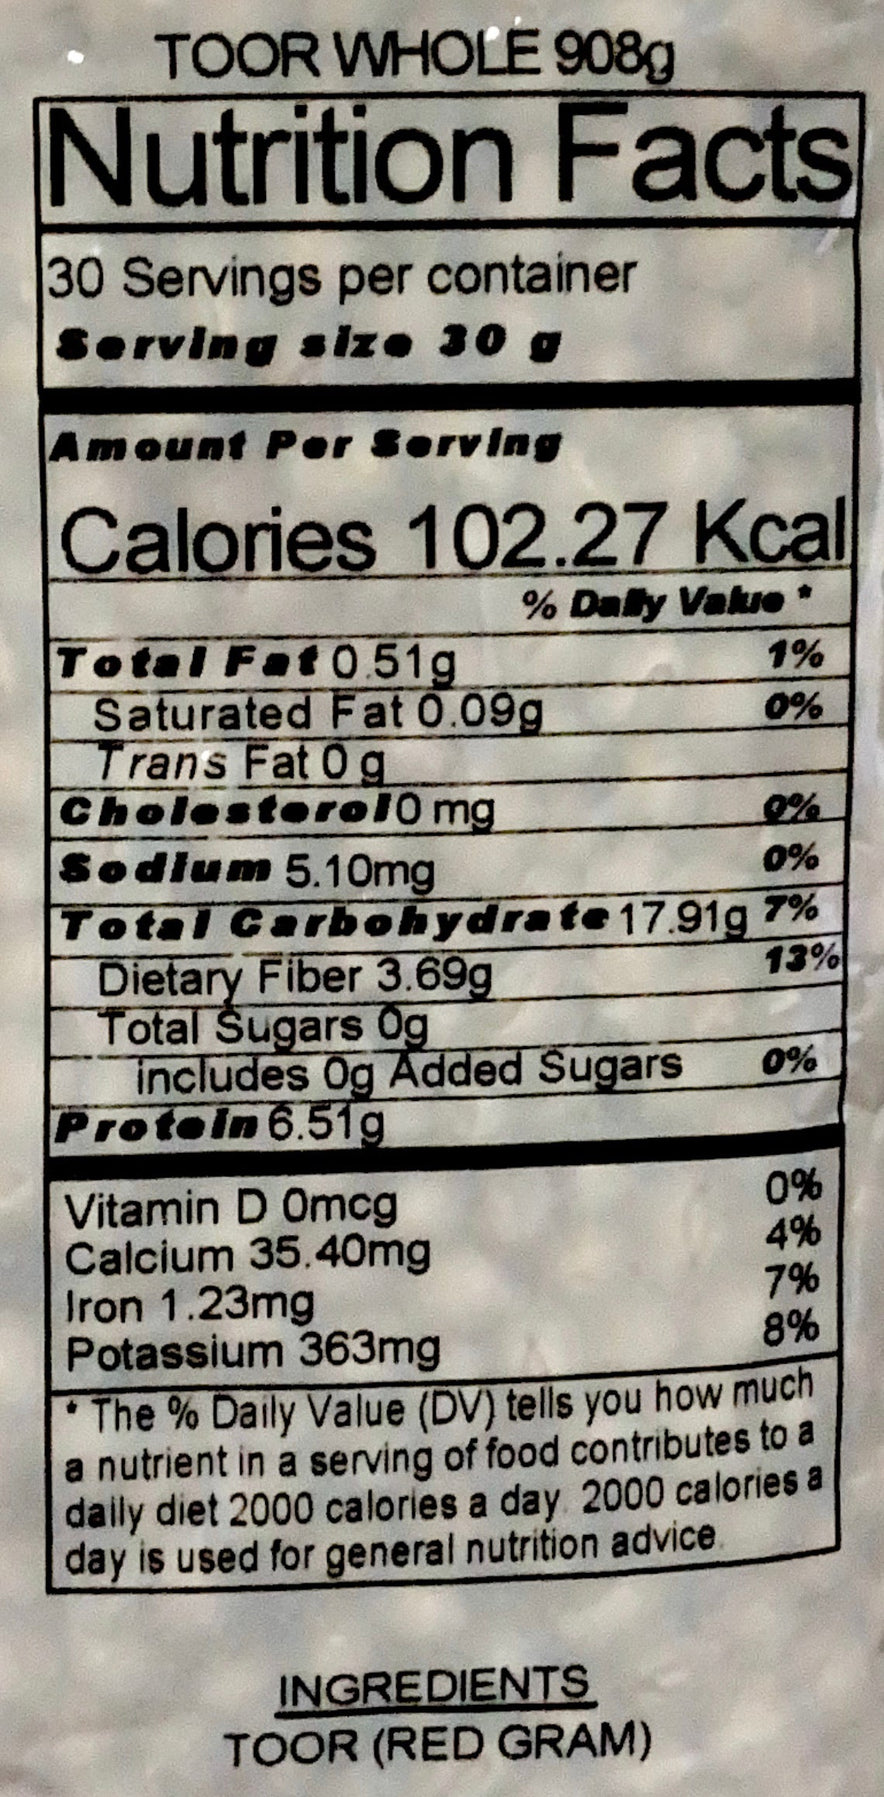 TOOR WHOLE 908g
Nutrition Facts
30 Servings per container
Serving size 30 g
Amount Per Serving
Calories 102.27 Kcal
% Daily Value *
Total Fat 0.51g 1%
Saturated Fat 0.09g 0%
Trans Fat 0 g
Cholesterol 0 mg 0%
Sodium 5.10mg 0%
Total Carbohydrate 17.91g 7%
Dietary Fiber 3.69g 13%
Total Sugars 0g
includes 0g Added Sugars 0%
Protein 6.51g
Vitamin D 0mcg 0%
Calcium 35.40mg 4%
Iron 1.23mg 7%
Potassium 363mg 8%
* The % Daily Value (DV) tells you how much
a nutrient in a serving of food contributes to a
daily diet 2000 calories a day. 2000 calories a
day is used for general nutrition advice.
INGREDIENTS
TOOR (RED GRAM)